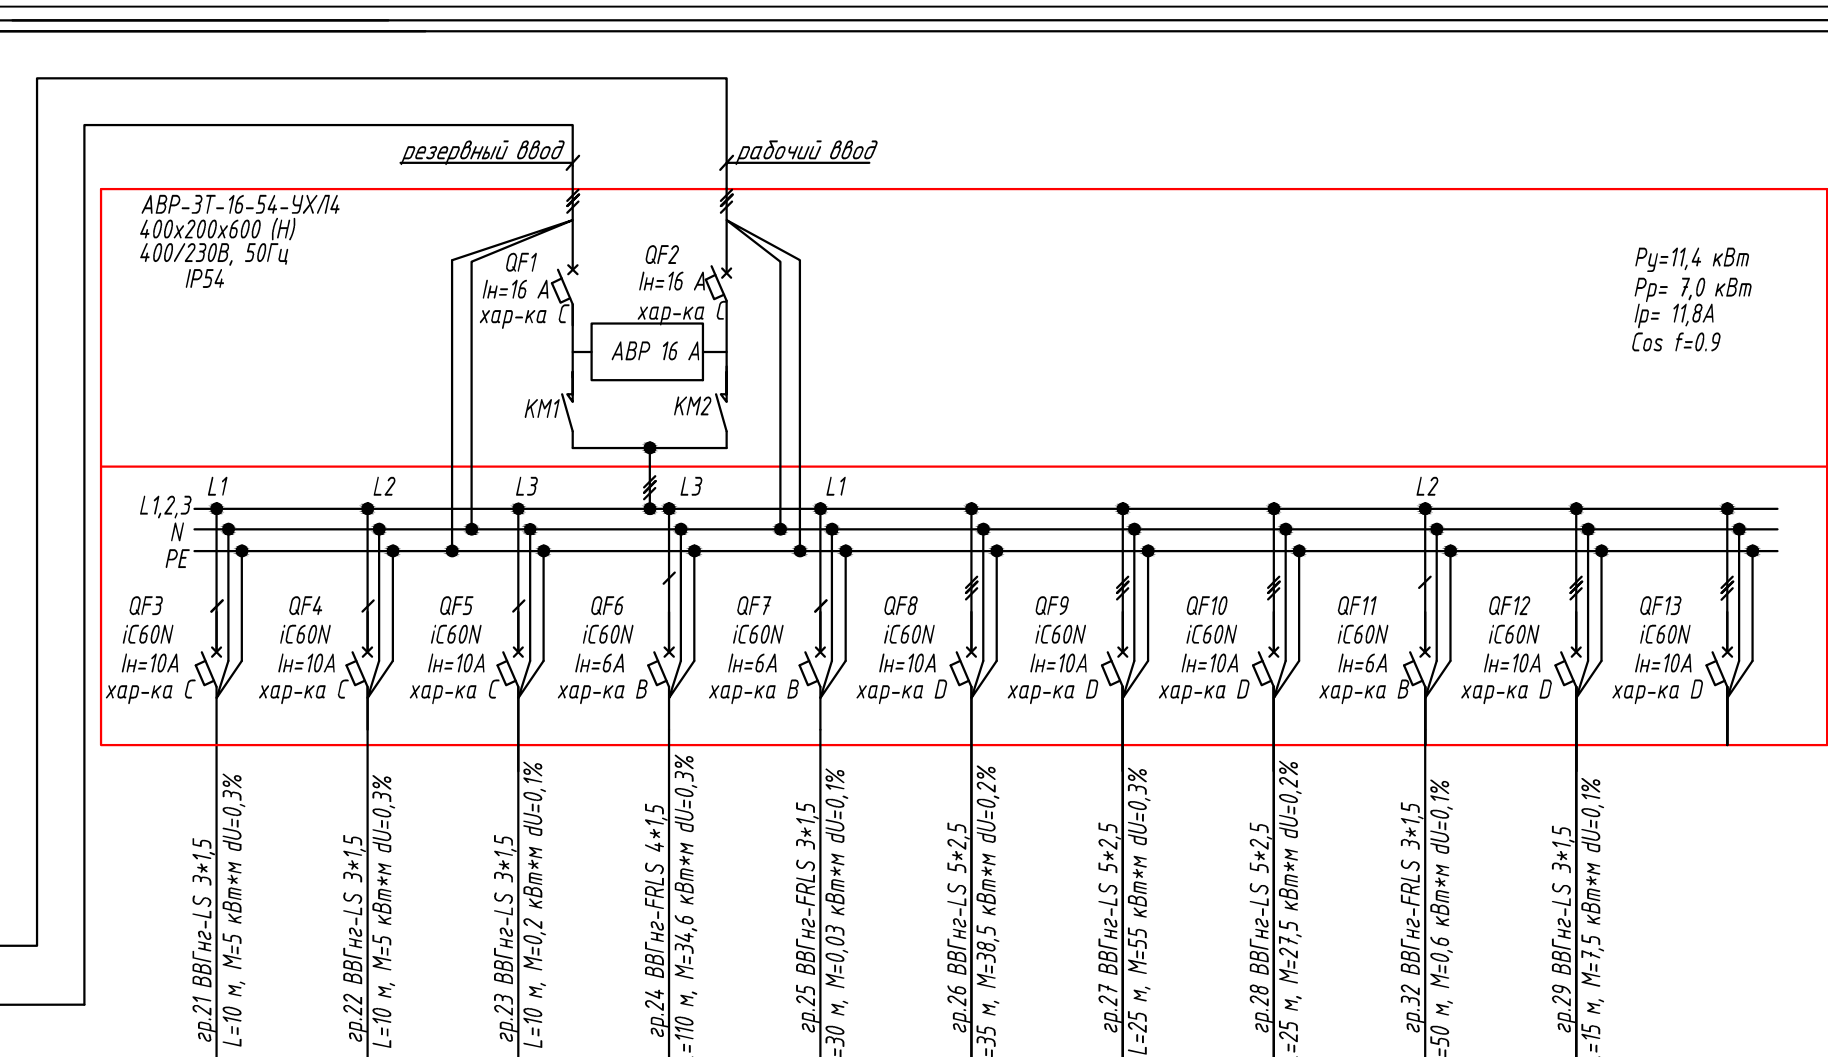 резервный ввод
рабочий ввод
АВР-3Т-16-54-УХЛ4
400х200х600 (Н)
400/230В, 50Гц
IP54
QF1
Iн=16 А
хар-ка С
QF2
Iн=16 А
хар-ка С
АВР 16 А
КМ1
КМ2
Ру=11,4 кВт
Рр= 7,0 кВт
Iр= 11,8А
Cos f=0.9
L1
L2
L3
L3
L1
L2
L1,2,3
N
PE
QF3
iC60N
Iн=10А
хар-ка С
QF4
iC60N
Iн=10А
хар-ка С
QF5
iC60N
Iн=10А
хар-ка С
QF6
iC60N
Iн=6А
хар-ка В
QF7
iC60N
Iн=6А
хар-ка В
QF8
iC60N
Iн=10А
хар-ка D
QF9
iC60N
Iн=10А
хар-ка D
QF10
iC60N
Iн=10А
хар-ка D
QF11
iC60N
Iн=6А
хар-ка В
QF12
iC60N
Iн=10А
хар-ка D
QF13
iC60N
Iн=10А
хар-ка D
гр.21 ВВГнг-LS 3*1,5
L=10 м, М=5 кВт*м dU=0,3%
гр.22 ВВГнг-LS 3*1,5
L=10 м, М=5 кВт*м dU=0,3%
гр.23 ВВГнг-LS 3*1,5
L=10 м, М=0,2 кВт*м dU=0,1%
гр.24 ВВГнг-FRLS 4*1,5
=110 м, М=34,6 кВт*м dU=0,3%
гр.25 ВВГнг-FRLS 3*1,5
=30 м, М=0,03 кВт*м dU=0,1%
гр.26 ВВГнг-LS 5*2,5
=35 м, М=38,5 кВт*м dU=0,2%
гр.27 ВВГнг-LS 5*2,5
L=25 м, М=55 кВт*м dU=0,3%
гр.28 ВВГнг-LS 5*2,5
=25 м, М=27,5 кВт*м dU=0,2%
гр.32 ВВГнг-FRLS 3*1,5
=50 м, М=0,6 кВт*м dU=0,1%
гр.29 ВВГнг-LS 3*1,5
=15 м, М=7,5 кВт*м dU=0,1%